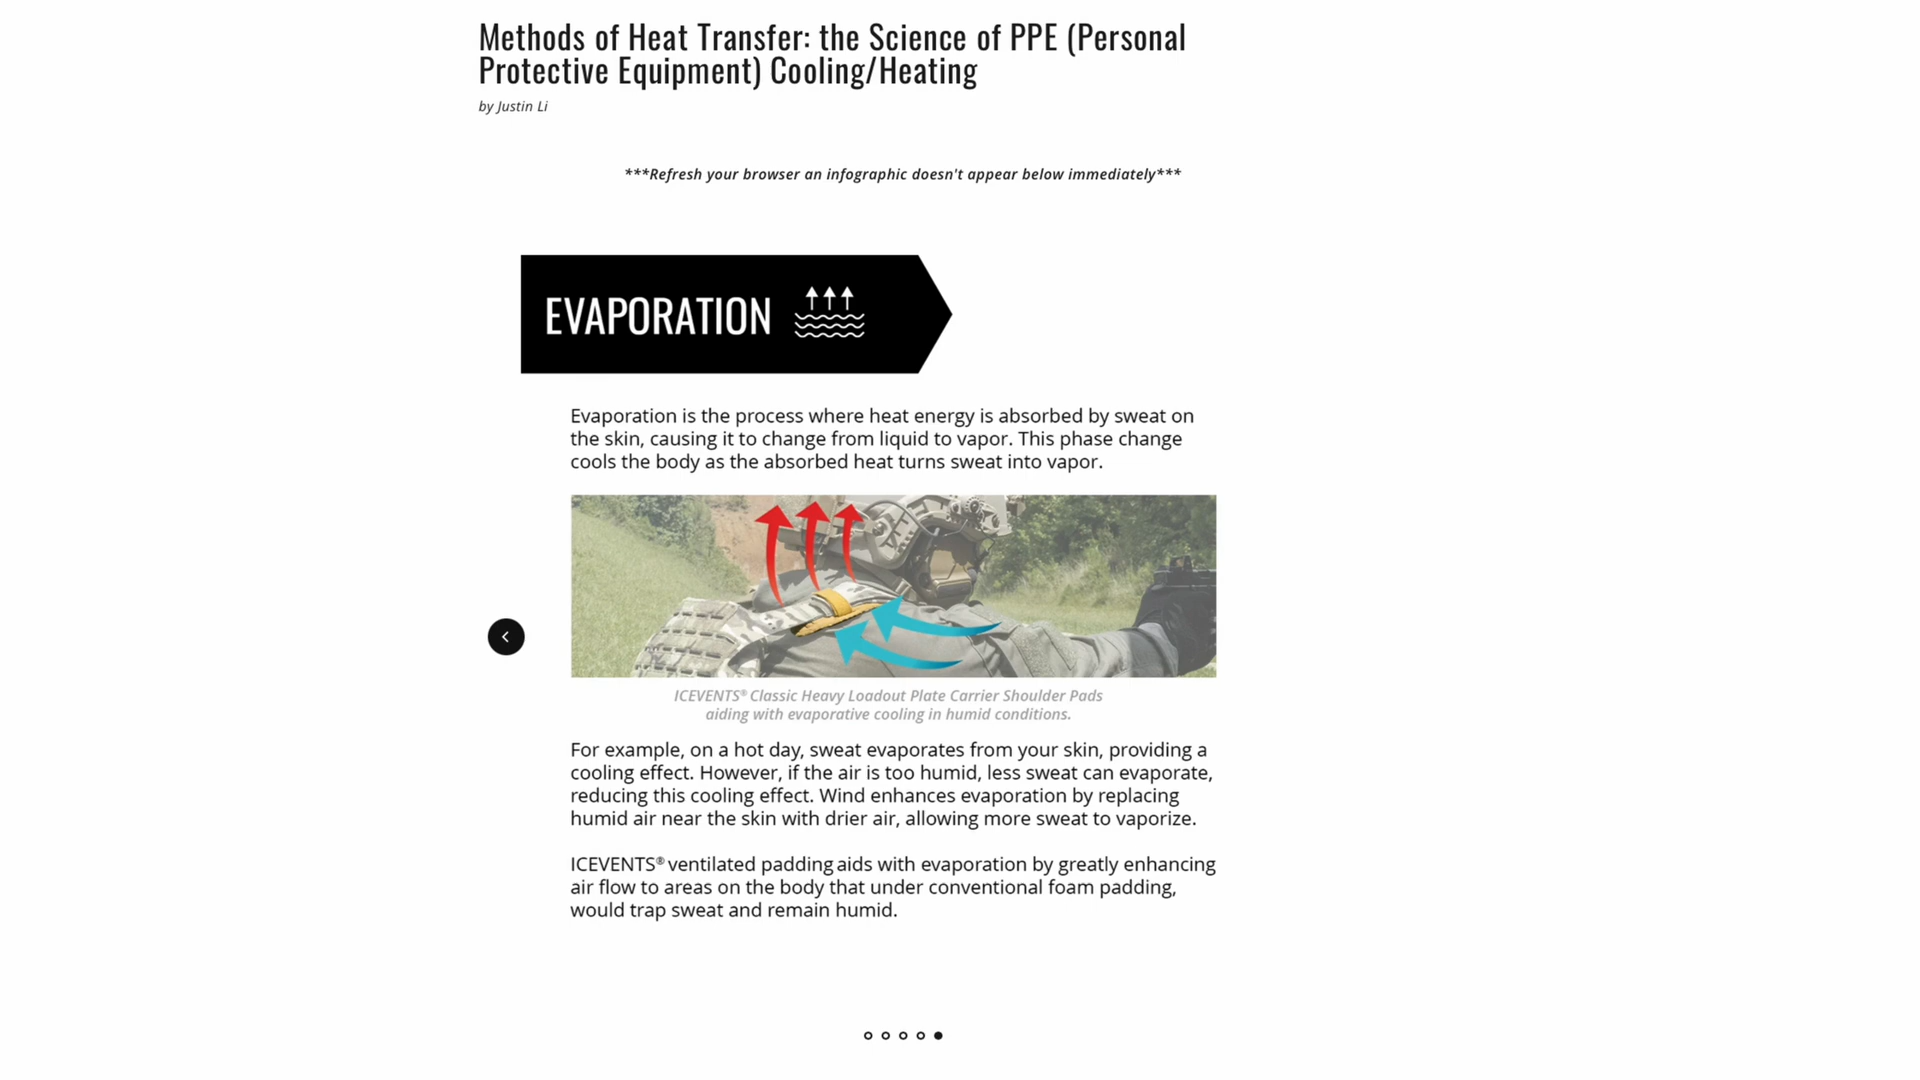 Methods of Heat Transfer: the Science of PPE (Personal
Protective Equipment) Cooling/Heating
by Justin Li
***Refresh your browser an infographic doesn't appear below immediately***
EVAPORATION
Evaporation is the process where heat energy is absorbed by sweat on
the skin, causing it to change from liquid to vapor. This phase change
cools the body as the absorbed heat turns sweat into vapor.
ICEVENTS® Classic Heavy Loadout Plate Carrier Shoulder Pads
aiding with evaporative cooling in humid conditions.
For example, on a hot day, sweat evaporates from your skin, providing a
cooling effect. However, if the air is too humid, less sweat can evaporate,
reducing this cooling effect. Wind enhances evaporation by replacing
humid air near the skin with drier air, allowing more sweat to vaporize.
ICEVENTS® ventilated padding aids with evaporation by greatly enhancing
air flow to areas on the body that under conventional foam padding,
would trap sweat and remain humid.